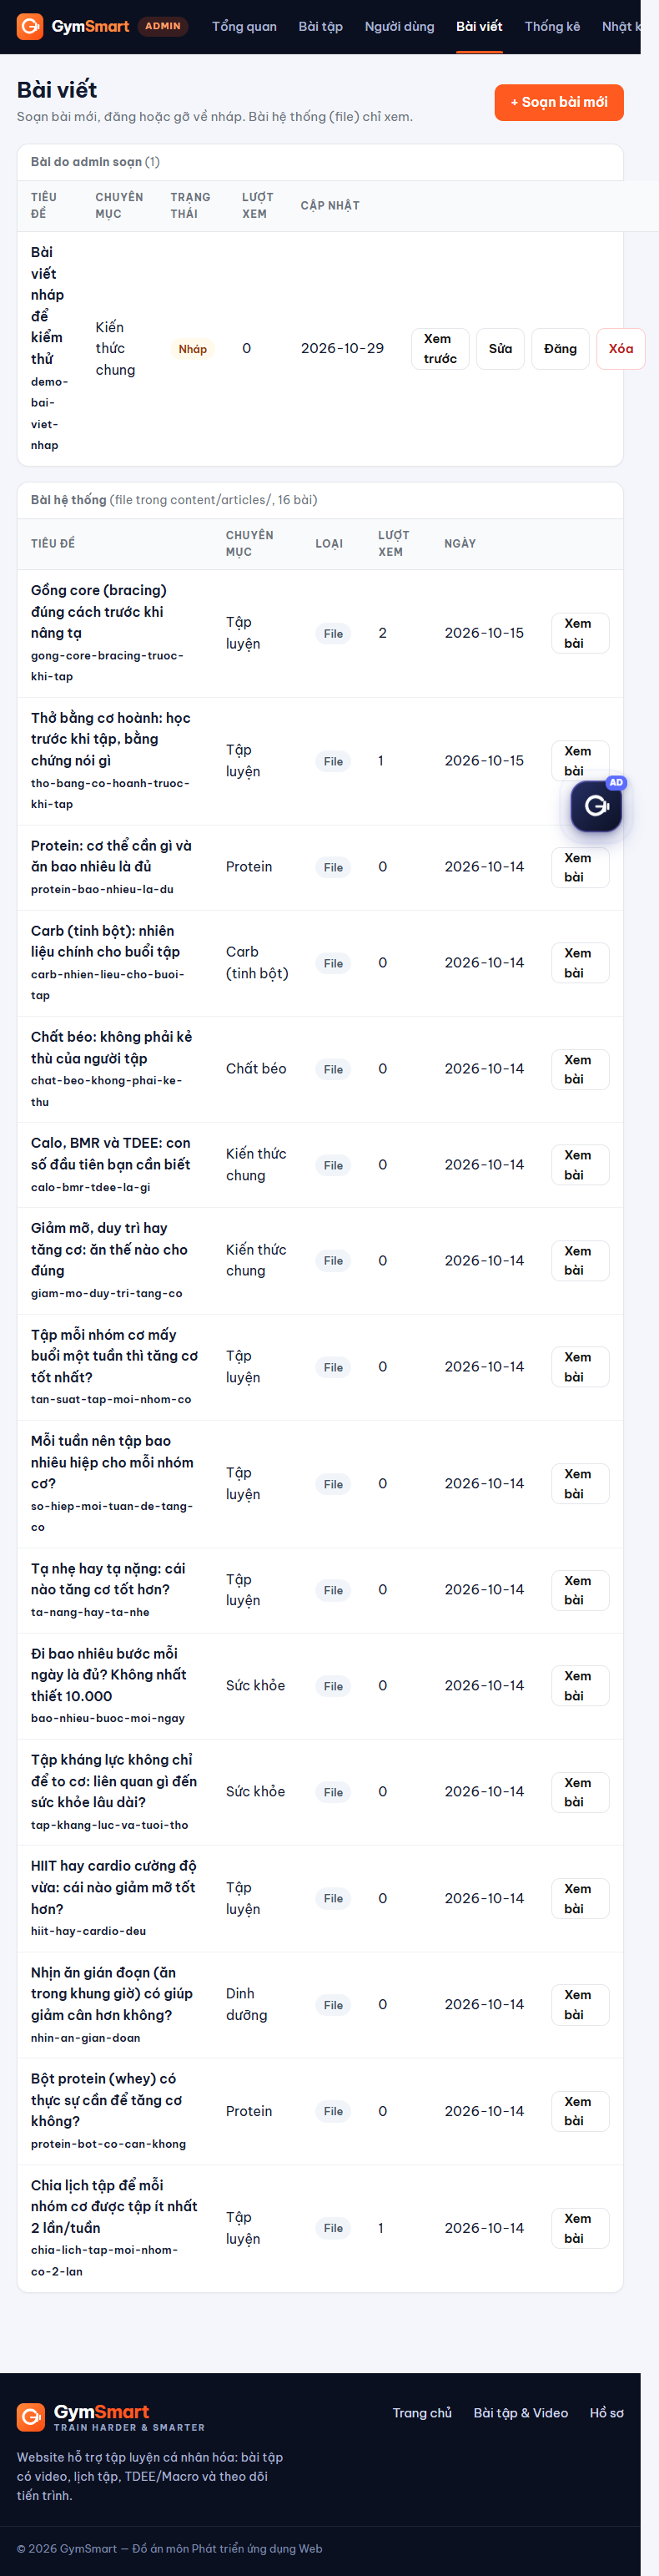 GymSmart ADMIN Tổng quan Bài tập Người dùng Bài viết Thống kê Nhật k
Bài viết
Soạn bài mới, đăng hoặc gỡ về nháp. Bài hệ thống (file) chỉ xem.
+ Soạn bài mới
Bài do admin soạn (1)
TIÊU ĐỀ CHUYÊN MỤC TRẠNG THÁI LƯỢT XEM CẬP NHẬT
Bài
viết
nháp
để
kiểm
thử
demo-
bai-
viet-
nhap
Kiến
thức
chung
Nháp
0
2026-10-29
Xem
trước
Sửa
Đăng
Xóa
Bài hệ thống (file trong content/articles/, 16 bài)
TIÊU ĐỀ CHUYÊN MỤC LOẠI LƯỢT XEM NGÀY
Gồng core (bracing)
đúng cách trước khi
nâng tạ
gong-core-bracing-truoc-
khi-tap
Tập
luyện
File
2
2026-10-15
Xem
bài
Thở bằng cơ hoành: học
trước khi tập, bằng
chứng nói gì
tho-bang-co-hoanh-truoc-
khi-tap
Tập
luyện
File
1
2026-10-15
Xem
bài
AD
Protein: cơ thể cần gì và
ăn bao nhiêu là đủ
protein-bao-nhieu-la-du
Protein
File
0
2026-10-14
Xem
bài
Carb (tinh bột): nhiên
liệu chính cho buổi tập
carb-nhien-lieu-cho-buoi-
tap
Carb
(tinh bột)
File
0
2026-10-14
Xem
bài
Chất béo: không phải kẻ
thù của người tập
chat-beo-khong-phai-ke-
thu
Chất béo
File
0
2026-10-14
Xem
bài
Calo, BMR và TDEE: con
số đầu tiên bạn cần biết
calo-bmr-tdee-la-gi
Kiến thức
chung
File
0
2026-10-14
Xem
bài
Giảm mỡ, duy trì hay
tăng cơ: ăn thế nào cho
đúng
giam-mo-duy-tri-tang-co
Kiến thức
chung
File
0
2026-10-14
Xem
bài
Tập mỗi nhóm cơ mấy
buổi một tuần thì tăng cơ
tốt nhất?
tan-suat-tap-moi-nhom-co
Tập
luyện
File
0
2026-10-14
Xem
bài
Mỗi tuần nên tập bao
nhiêu hiệp cho mỗi nhóm
cơ?
so-hiep-moi-tuan-de-tang-
co
Tập
luyện
File
0
2026-10-14
Xem
bài
Tạ nhẹ hay tạ nặng: cái
nào tăng cơ tốt hơn?
ta-nang-hay-ta-nhe
Tập
luyện
File
0
2026-10-14
Xem
bài
Đi bao nhiêu bước mỗi
ngày là đủ? Không nhất
thiết 10.000
bao-nhieu-buoc-moi-ngay
Sức khỏe
File
0
2026-10-14
Xem
bài
Tập kháng lực không chỉ
để to cơ: liên quan gì đến
sức khỏe lâu dài?
tap-khang-luc-va-tuoi-tho
Sức khỏe
File
0
2026-10-14
Xem
bài
HIIT hay cardio cường độ
vừa: cái nào giảm mỡ tốt
hơn?
hiit-hay-cardio-deu
Tập
luyện
File
0
2026-10-14
Xem
bài
Nhịn ăn gián đoạn (ăn
trong khung giờ) có giúp
giảm cân hơn không?
nhin-an-gian-doan
Dinh
dưỡng
File
0
2026-10-14
Xem
bài
Bột protein (whey) có
thực sự cần để tăng cơ
không?
protein-bot-co-can-khong
Protein
File
0
2026-10-14
Xem
bài
Chia lịch tập để mỗi
nhóm cơ được tập ít nhất
2 lần/tuần
chia-lich-tap-moi-nhom-
co-2-lan
Tập
luyện
File
1
2026-10-14
Xem
bài
GymSmart
TRAIN HARDER & SMARTER
Trang chủ Bài tập & Video Hồ sơ
Website hỗ trợ tập luyện cá nhân hóa: bài tập
có video, lịch tập, TDEE/Macro và theo dõi
tiến trình.
© 2026 GymSmart — Đồ án môn Phát triển ứng dụng Web